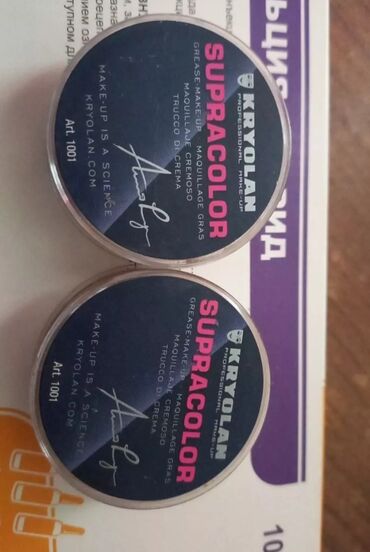 KRYOLAN
PROFESSIONAL MAKE-UP
SUPRACOLOR
GREASE-MAKE-UP MAQUILLAGE GRAS
MAQUILLAJE CREMOSO
TRUCCO DI CREMA
MAKE-UP IS A SCIENCE
KRYOLAN.COM
Art. 1001
KRYOLAN
PROFESSIONAL MAKE-UP
SUPRACOLOR
GREASE-MAKE-UP MAQUILLAGE GRAS
MAQUILLAJE CREMOSO
TRUCCO DI CREMA
MAKE-UP IS A SCIENCE
KRYOLAN.COM
Art. 1001
10